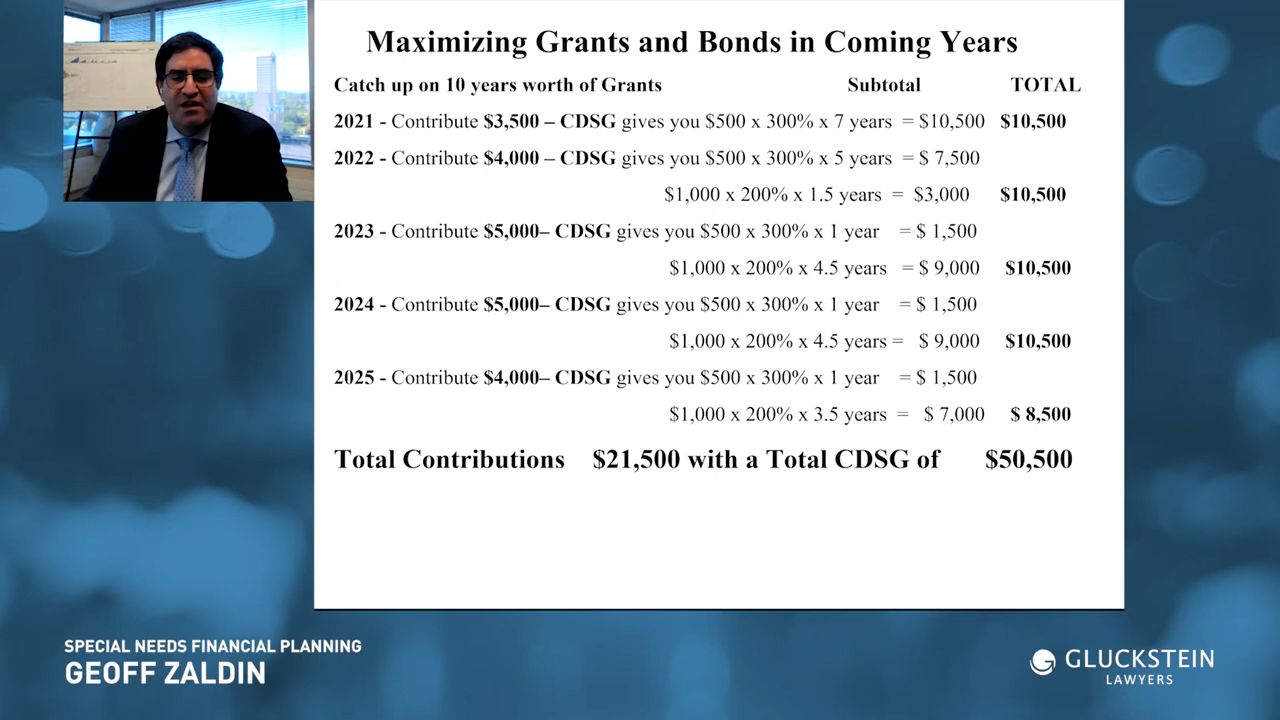 Maximizing Grants and Bonds in Coming Years
Catch up on 10 years worth of Grants Subtotal TOTAL
2021 - Contribute $3,500 – CDSG gives you $500 x 300% x 7 years = $10,500 $10,500
2022 - Contribute $4,000 – CDSG gives you $500 x 300% x 5 years = $ 7,500
$1,000 x 200% x 1.5 years = $3,000 $10,500
2023 - Contribute $5,000– CDSG gives you $500 x 300% x 1 year = $ 1,500
$1,000 x 200% x 4.5 years = $ 9,000 $10,500
2024 - Contribute $5,000– CDSG gives you $500 x 300% x 1 year = $ 1,500
$1,000 x 200% x 4.5 years = $ 9,000 $10,500
2025 - Contribute $4,000– CDSG gives you $500 x 300% x 1 year = $ 1,500
$1,000 x 200% x 3.5 years = $ 7,000 $ 8,500
Total Contributions $21,500 with a Total CDSG of $50,500
SPECIAL NEEDS FINANCIAL PLANNING
GEOFF ZALDIN
GLUCKSTEIN
LAWYERS